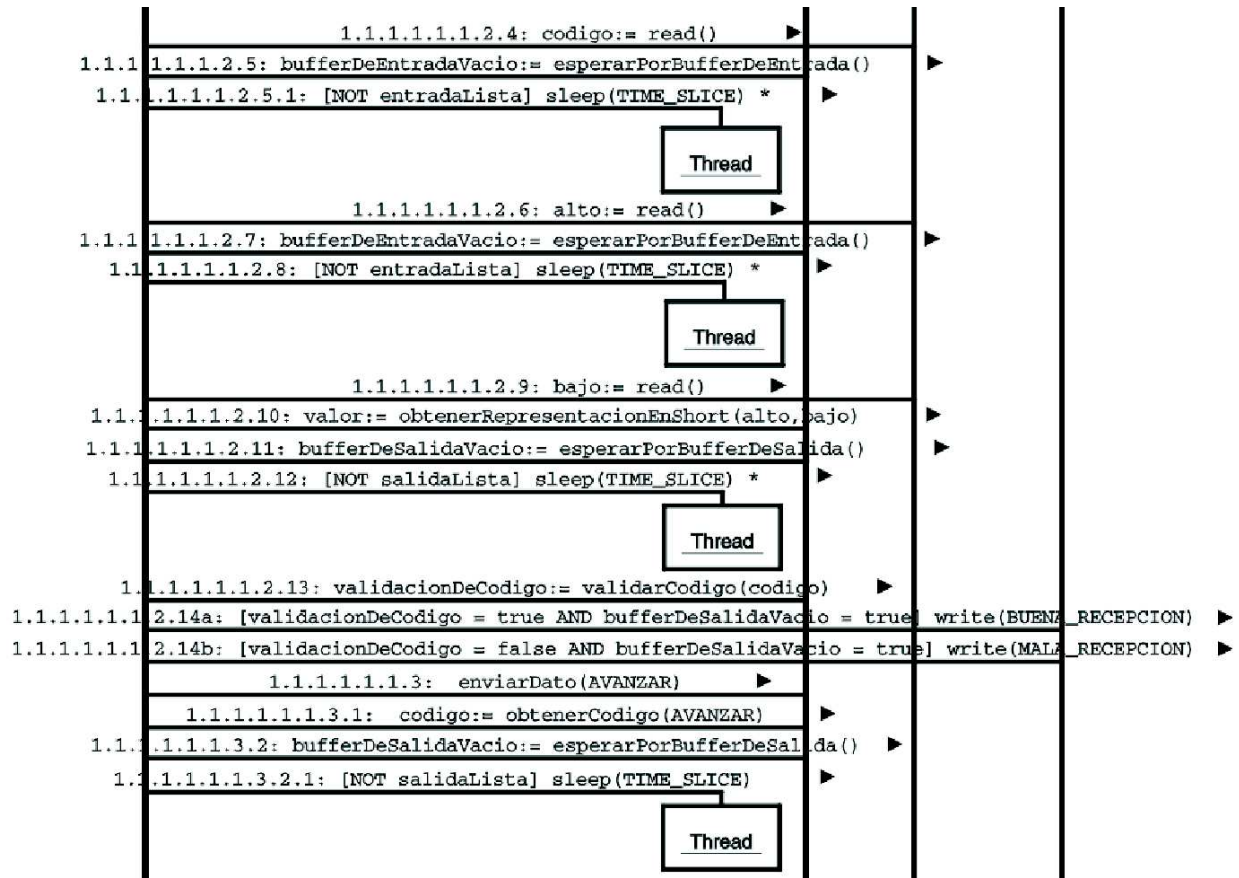 1.1.1.1.1.1.2.4: codigo:= read()
1.1.1.1.1.1.2.5: bufferDeEntradaVacio:= esperarPorBufferDeEntrada()
1.1.1.1.1.1.2.5.1: [NOT entradaLista] sleep(TIME_SLICE) *
Thread
1.1.1.1.1.1.2.6: alto:= read()
1.1.1.1.1.1.2.7: bufferDeEntradaVacio:= esperarPorBufferDeEntrada()
1.1.1.1.1.1.2.8: [NOT entradaLista] sleep(TIME_SLICE) *
Thread
1.1.1.1.1.1.2.9: bajo:= read()
1.1.1.1.1.1.2.10: valor:= obtenerRepresentacionEnShort(alto,bajo)
1.1.1.1.1.1.2.11: bufferDeSalidaVacio:= esperarPorBufferDeSalida()
1.1.1.1.1.1.2.12: [NOT salidaLista] sleep(TIME_SLICE) *
Thread
1.1.1.1.1.1.2.13: validacionDeCodigo:= validarCodigo(codigo)
1.1.1.1.1.1.2.14a: [validacionDeCodigo = true AND bufferDeSalidaVacio = true] write(BUENA_RECEPCION)
1.1.1.1.1.1.2.14b: [validacionDeCodigo = false AND bufferDeSalidaVacio = true] write(MALA_RECEPCION)
1.1.1.1.1.1.3: enviarDato(AVANZAR)
1.1.1.1.1.1.3.1: codigo:= obtenerCodigo(AVANZAR)
1.1.1.1.1.1.3.2: bufferDeSalidaVacio:= esperarPorBufferDeSalida()
1.1.1.1.1.1.3.2.1: [NOT salidaLista] sleep(TIME_SLICE)
Thread